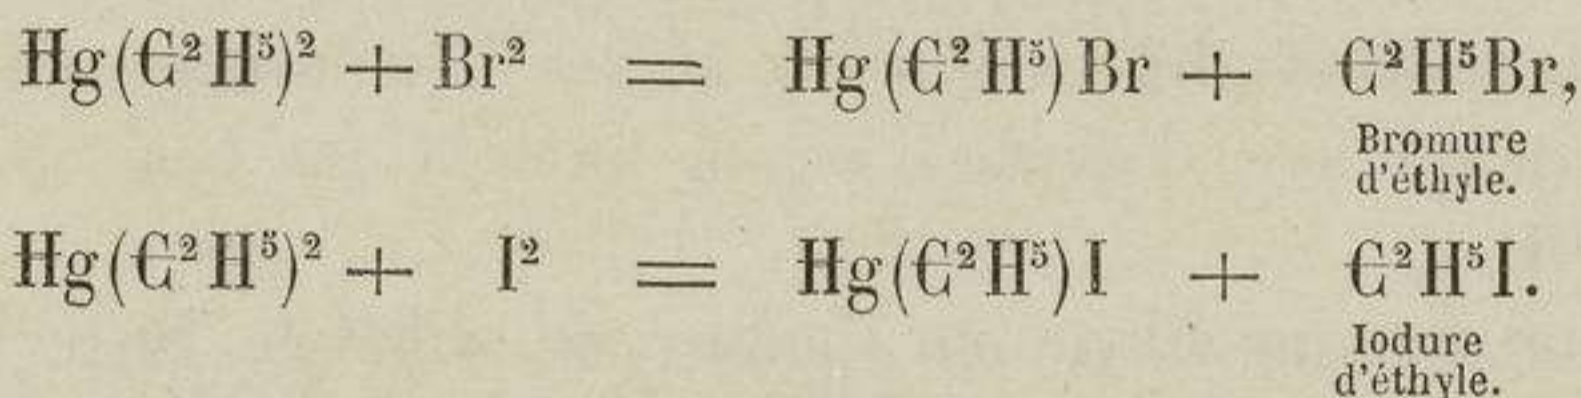 Hg(C²H⁵)² + Br² = Hg(C²H⁵)Br + C²H⁵Br,
Bromure
d'éthyle.
Hg(C²H⁵)² + I² = Hg(C²H⁵)I + C²H⁵I.
Iodure
d'éthyle.